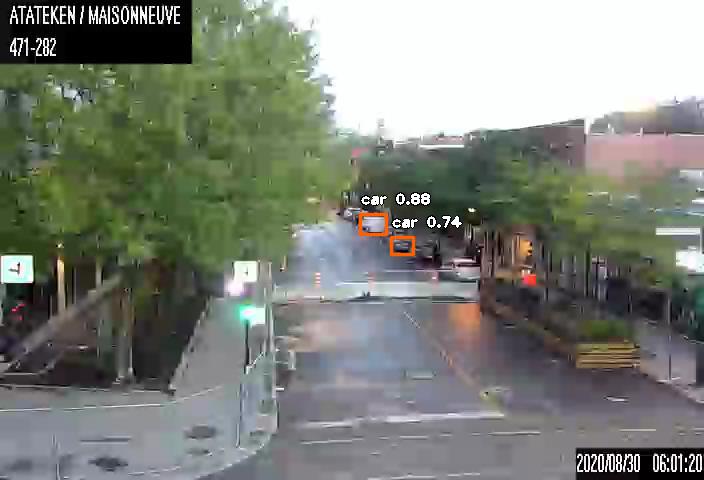 ATATEKEN / MAISONNEUVE
471-282
car 0.88
car 0.74
2020/08/30 06:01:20